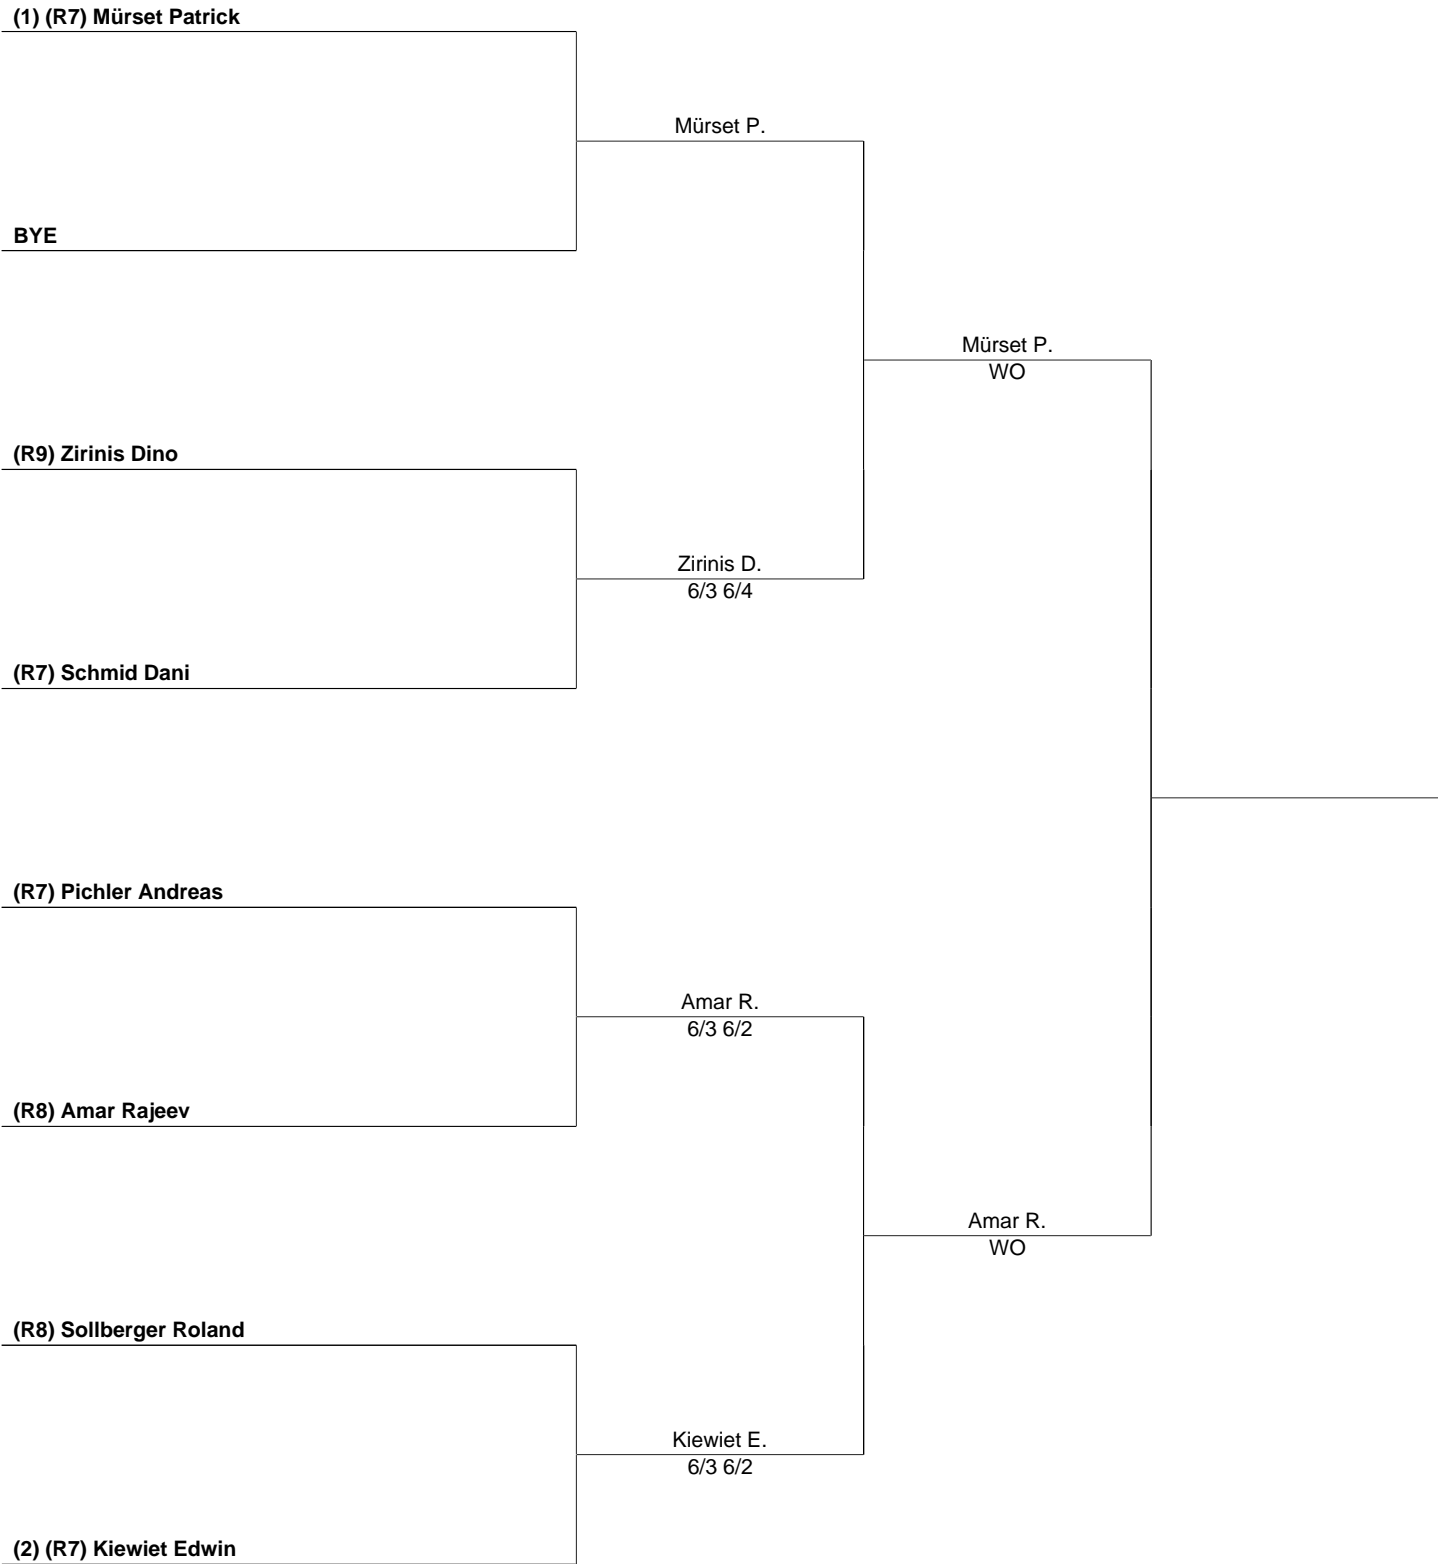 (1) (R7) Mürset Patrick
Mürset P.
BYE
Mürset P.
WO
(R9) Zirinis Dino
Zirinis D.
6/3 6/4
(R7) Schmid Dani
(R7) Pichler Andreas
Amar R.
6/3 6/2
(R8) Amar Rajeev
Amar R.
WO
(R8) Sollberger Roland
Kiewiet E.
6/3 6/2
(2) (R7) Kiewiet Edwin